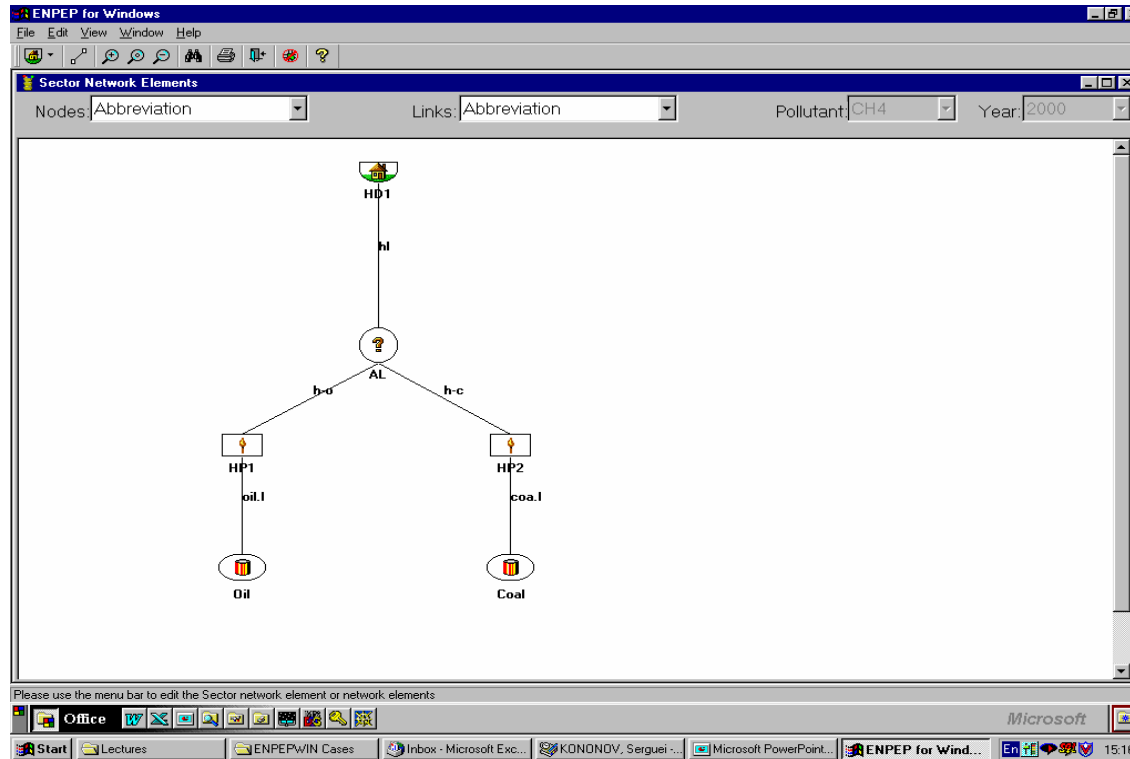 ENPEP for Windows
File Edit View Window Help
Sector Network Elements
Nodes: Abbreviation Links: Abbreviation Pollutant: CH4 Year: 2000
HD1
hl
AL
h-o h-c
HP1 HP2
oil.l coa.l
Oil Coal
Please use the menu bar to edit the Sector network element or network elements
Office Microsoft
Start Lectures ENPEPWIN Cases Inbox - Microsoft Exc... KONONOV, Serguei -... Microsoft PowerPoint... ENPEP for Wind... En 15:16